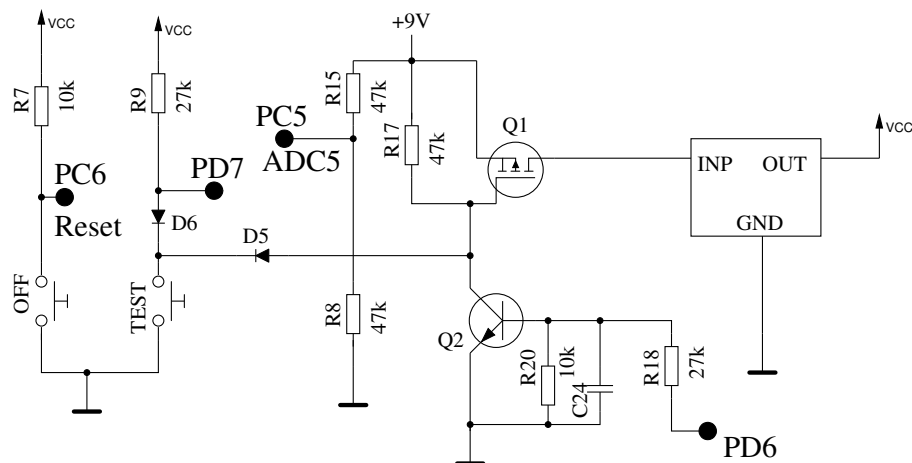 VCC
R7
10k
PC6
Reset
OFF
VCC
R9
27k
PD7
D6
TEST
D5
+9V
R15
47k
PC5
ADC5
R17
47k
R8
47k
Q1
Q2
R20
10k
C24
R18
27k
PD6
INP
OUT
GND
VCC